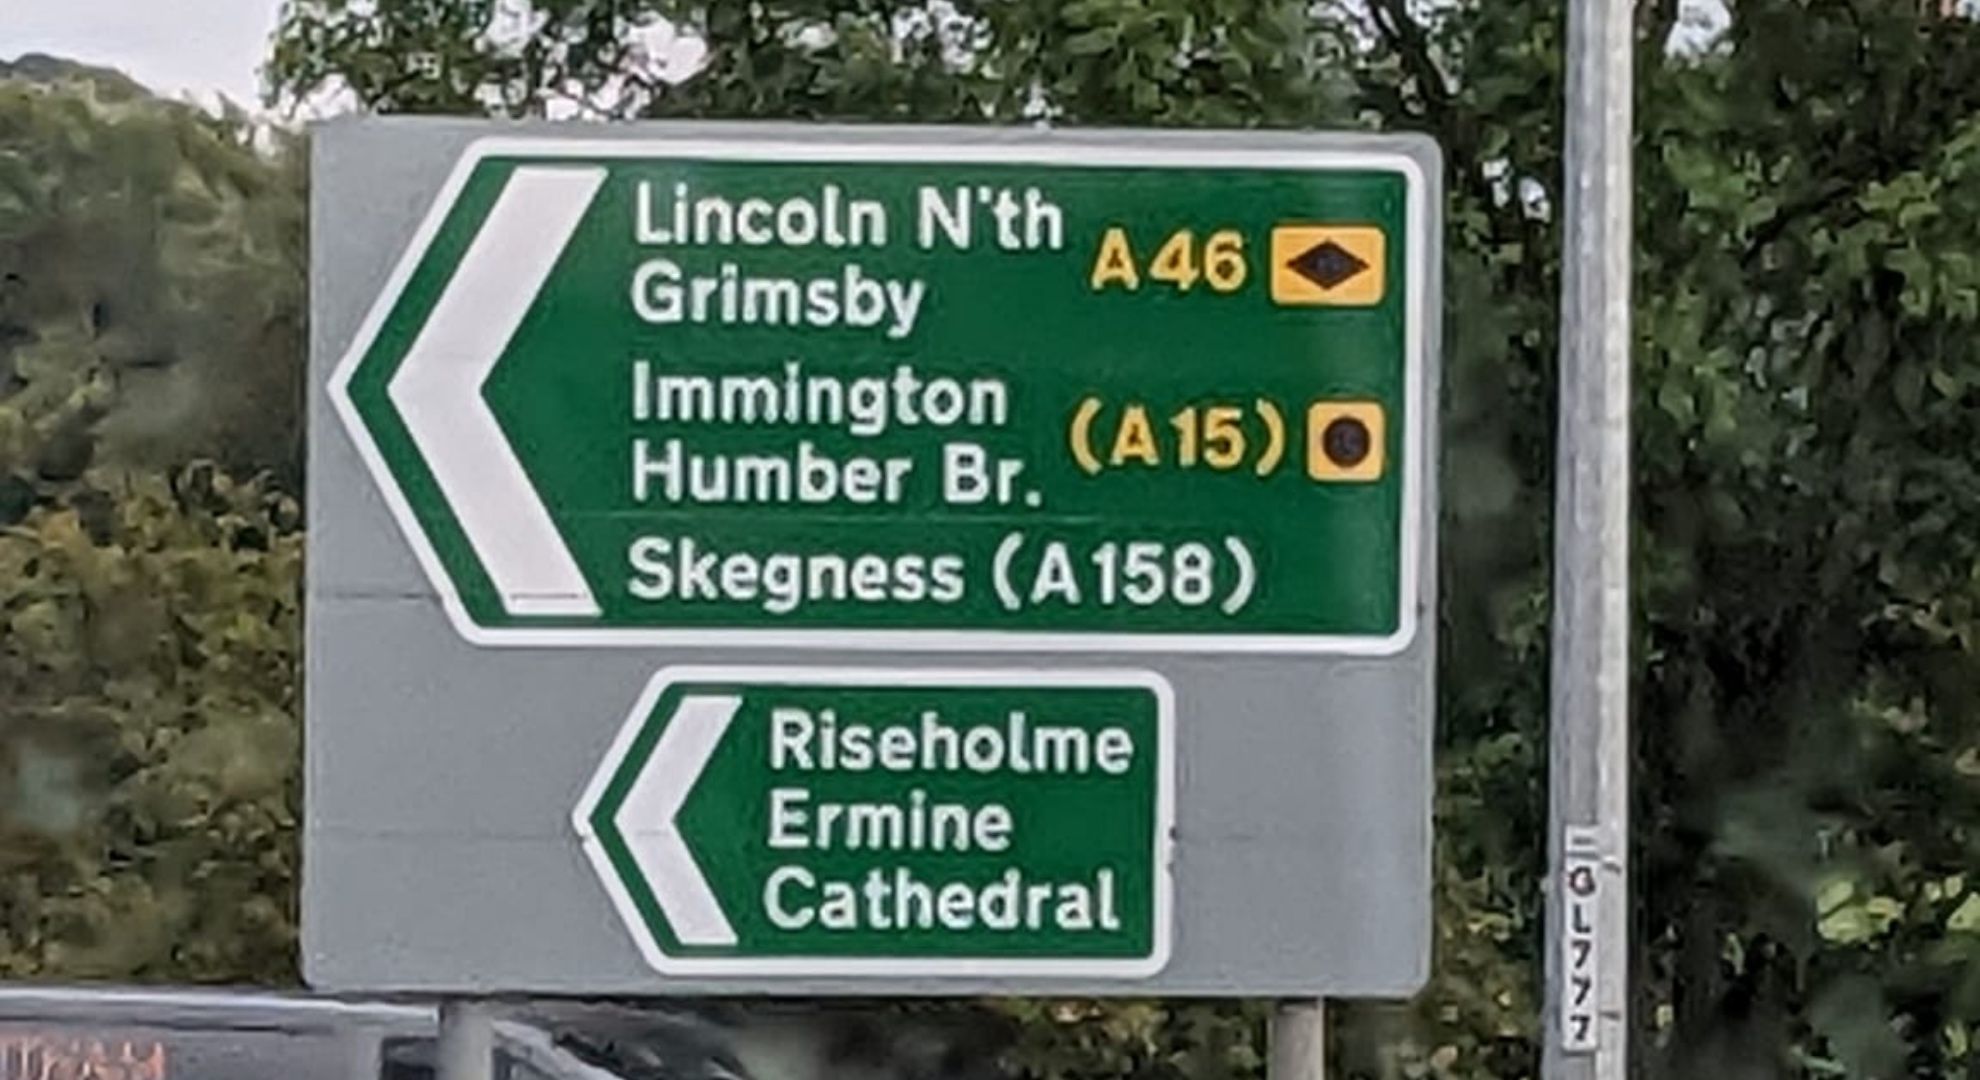 Lincoln N'th
Grimsby
A46
Immington
Humber Br.
(A15)
Skegness (A158)
Riseholme
Ermine
Cathedral
GL777